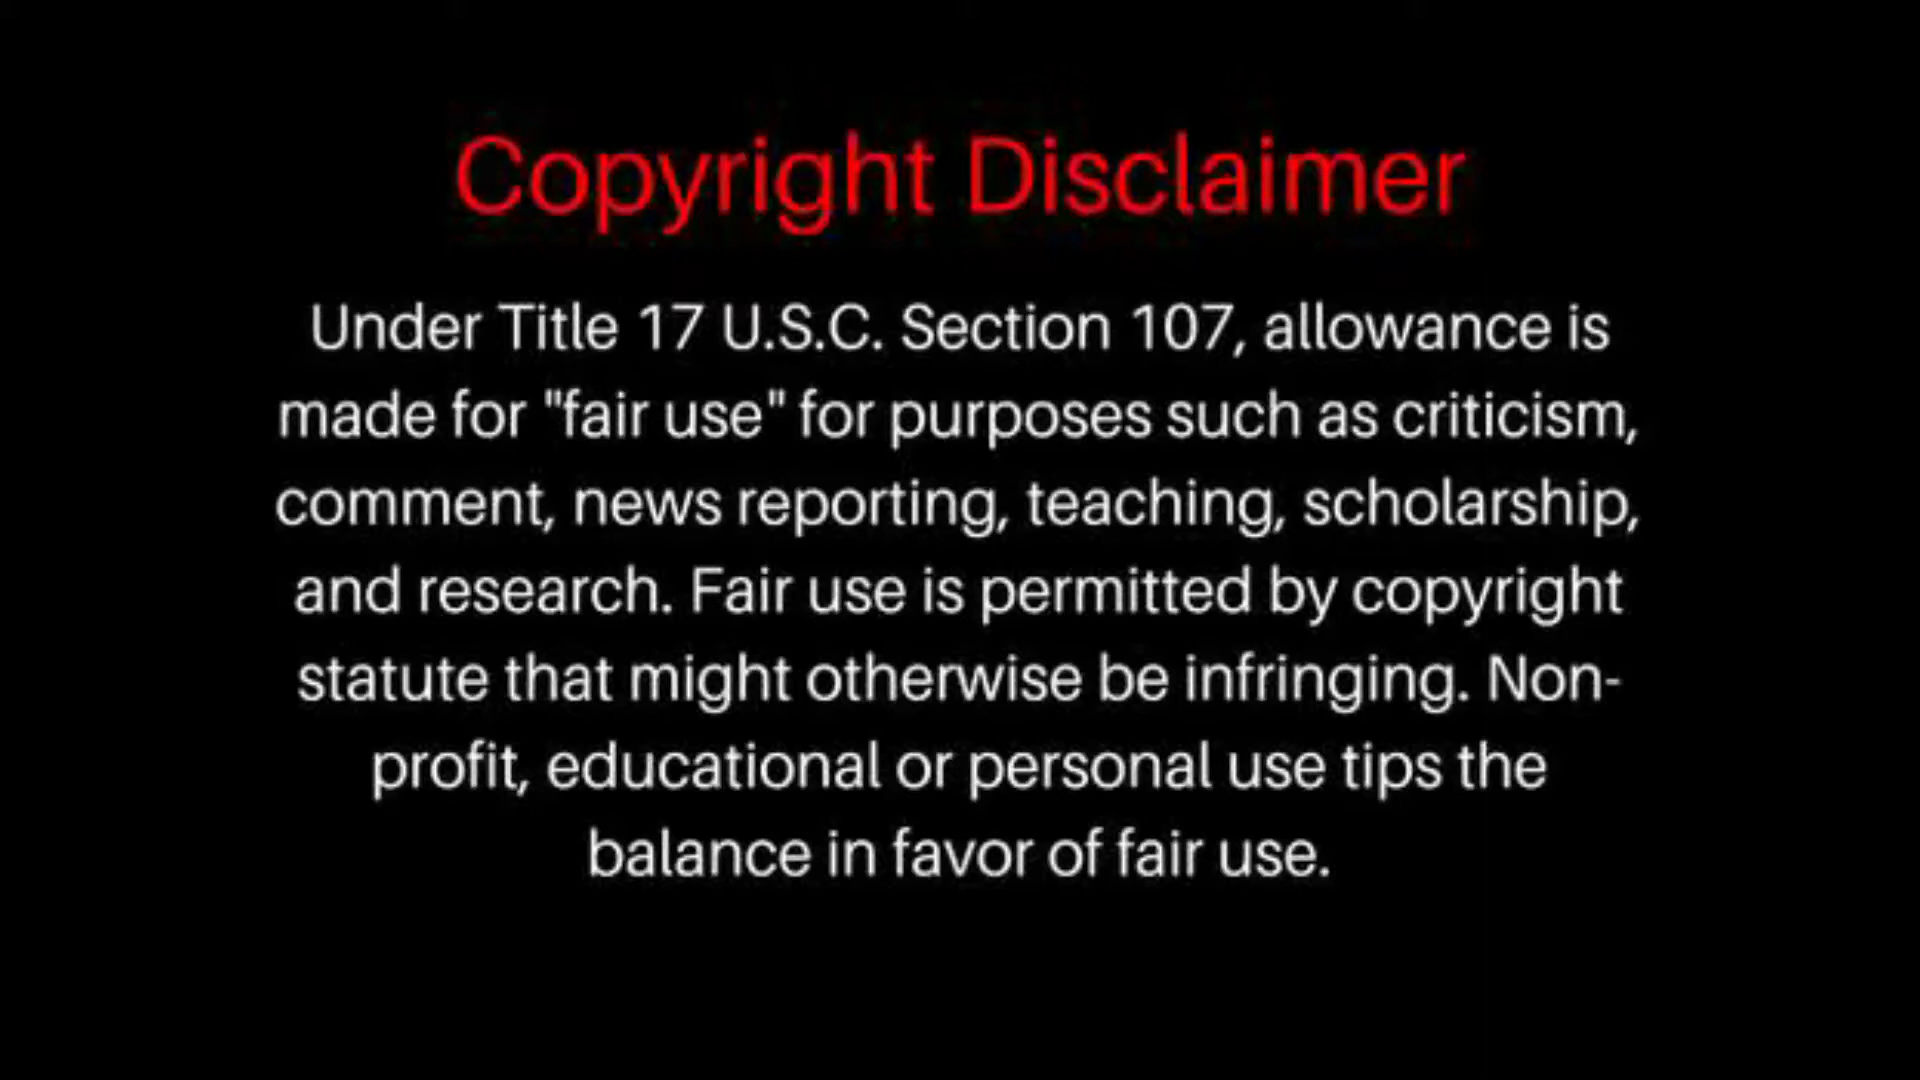 Copyright Disclaimer
Under Title 17 U.S.C. Section 107, allowance is
made for "fair use" for purposes such as criticism,
comment, news reporting, teaching, scholarship,
and research. Fair use is permitted by copyright
statute that might otherwise be infringing. Non-
profit, educational or personal use tips the
balance in favor of fair use.